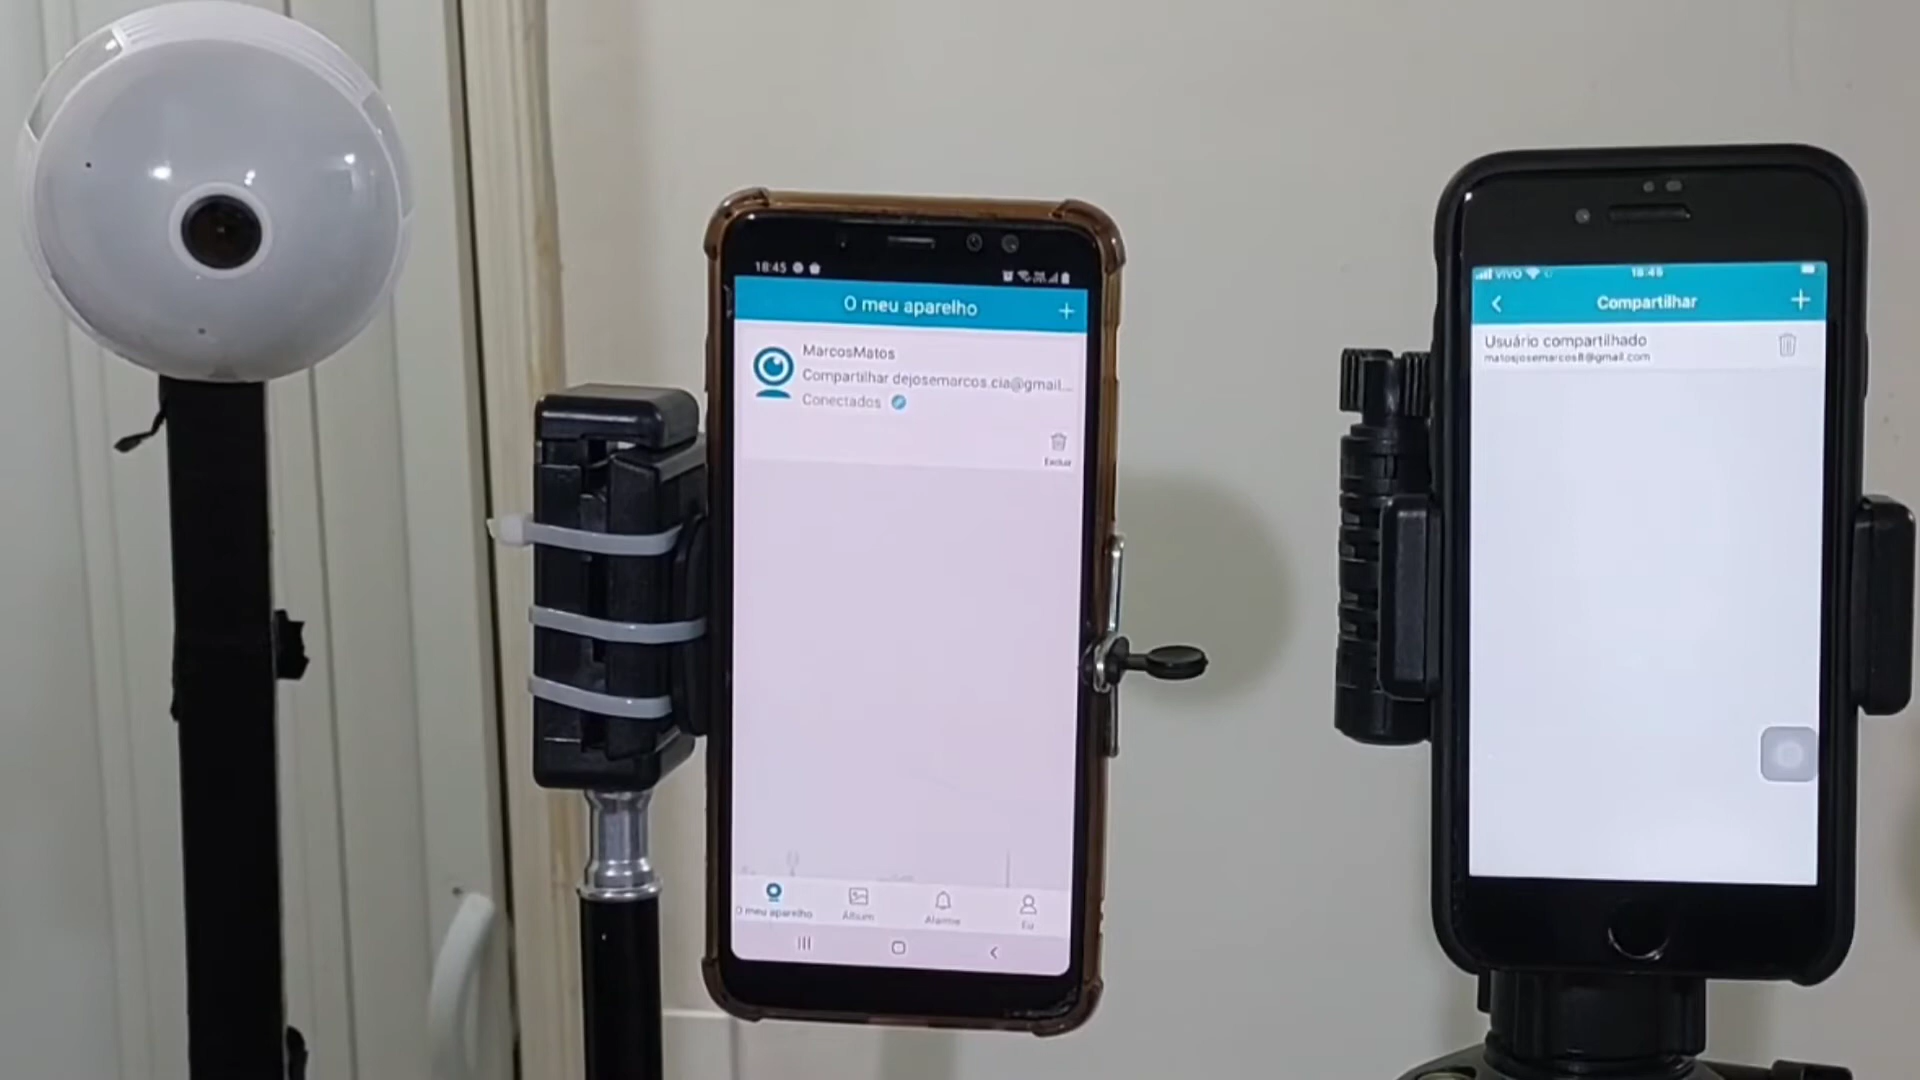 18:45
O meu aparelho
+
MarcosMatos
Compartilhar dejosemarcos.cia@gmail...
Conectados
Excluir
O meu aparelho
Álbum
Alarme
Eu
VIVO
18:45
Compartilhar
+
Usuário compartilhado
matosjosemarcos8@gmail.com